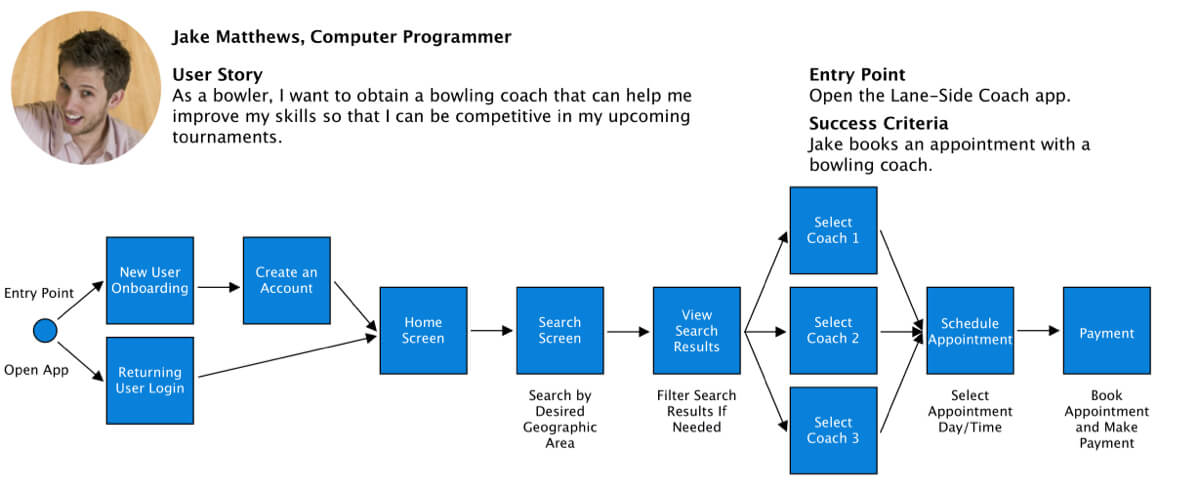 Jake Matthews, Computer Programmer
User Story
As a bowler, I want to obtain a bowling coach that can help me
improve my skills so that I can be competitive in my upcoming
tournaments.
Entry Point
Open the Lane-Side Coach app.
Success Criteria
Jake books an appointment with a
bowling coach.
Entry Point
Open App
New User
Onboarding
Create an
Account
Returning
User Login
Home
Screen
Search
Screen
Search by
Desired
Geographic
Area
View
Search
Results
Filter Search
Results If
Needed
Select
Coach 1
Select
Coach 2
Select
Coach 3
Schedule
Appointment
Select
Appointment
Day/Time
Payment
Book
Appointment
and Make
Payment